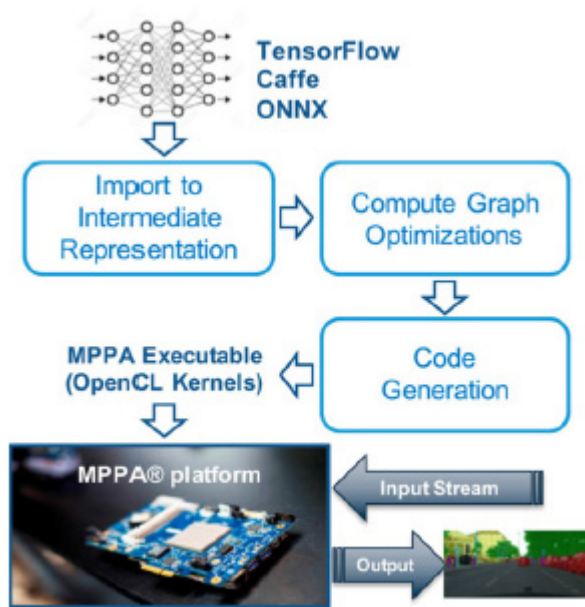 TensorFlow
Caffe
ONNX
Import to
Intermediate
Representation
Compute Graph
Optimizations
Code
Generation
MPPA Executable
(OpenCL Kernels)
MPPA® platform
Input Stream
Output